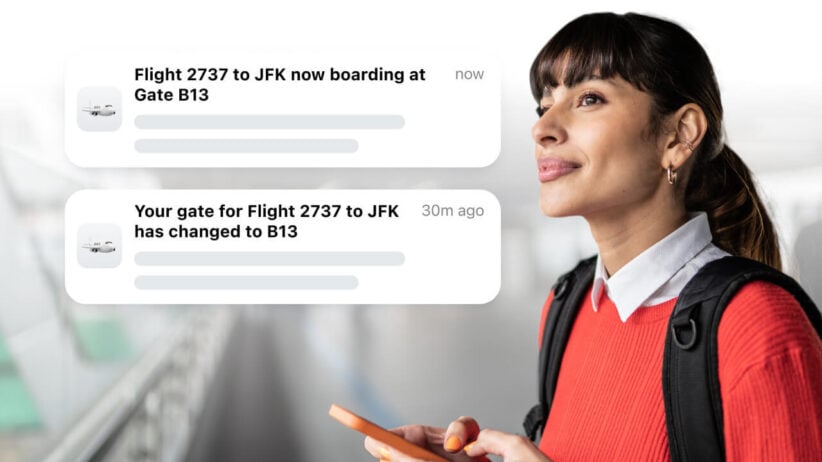 Flight 2737 to JFK now boarding at
now
Gate B13
Your gate for Flight 2737 to JFK
30m ago
has changed to B13